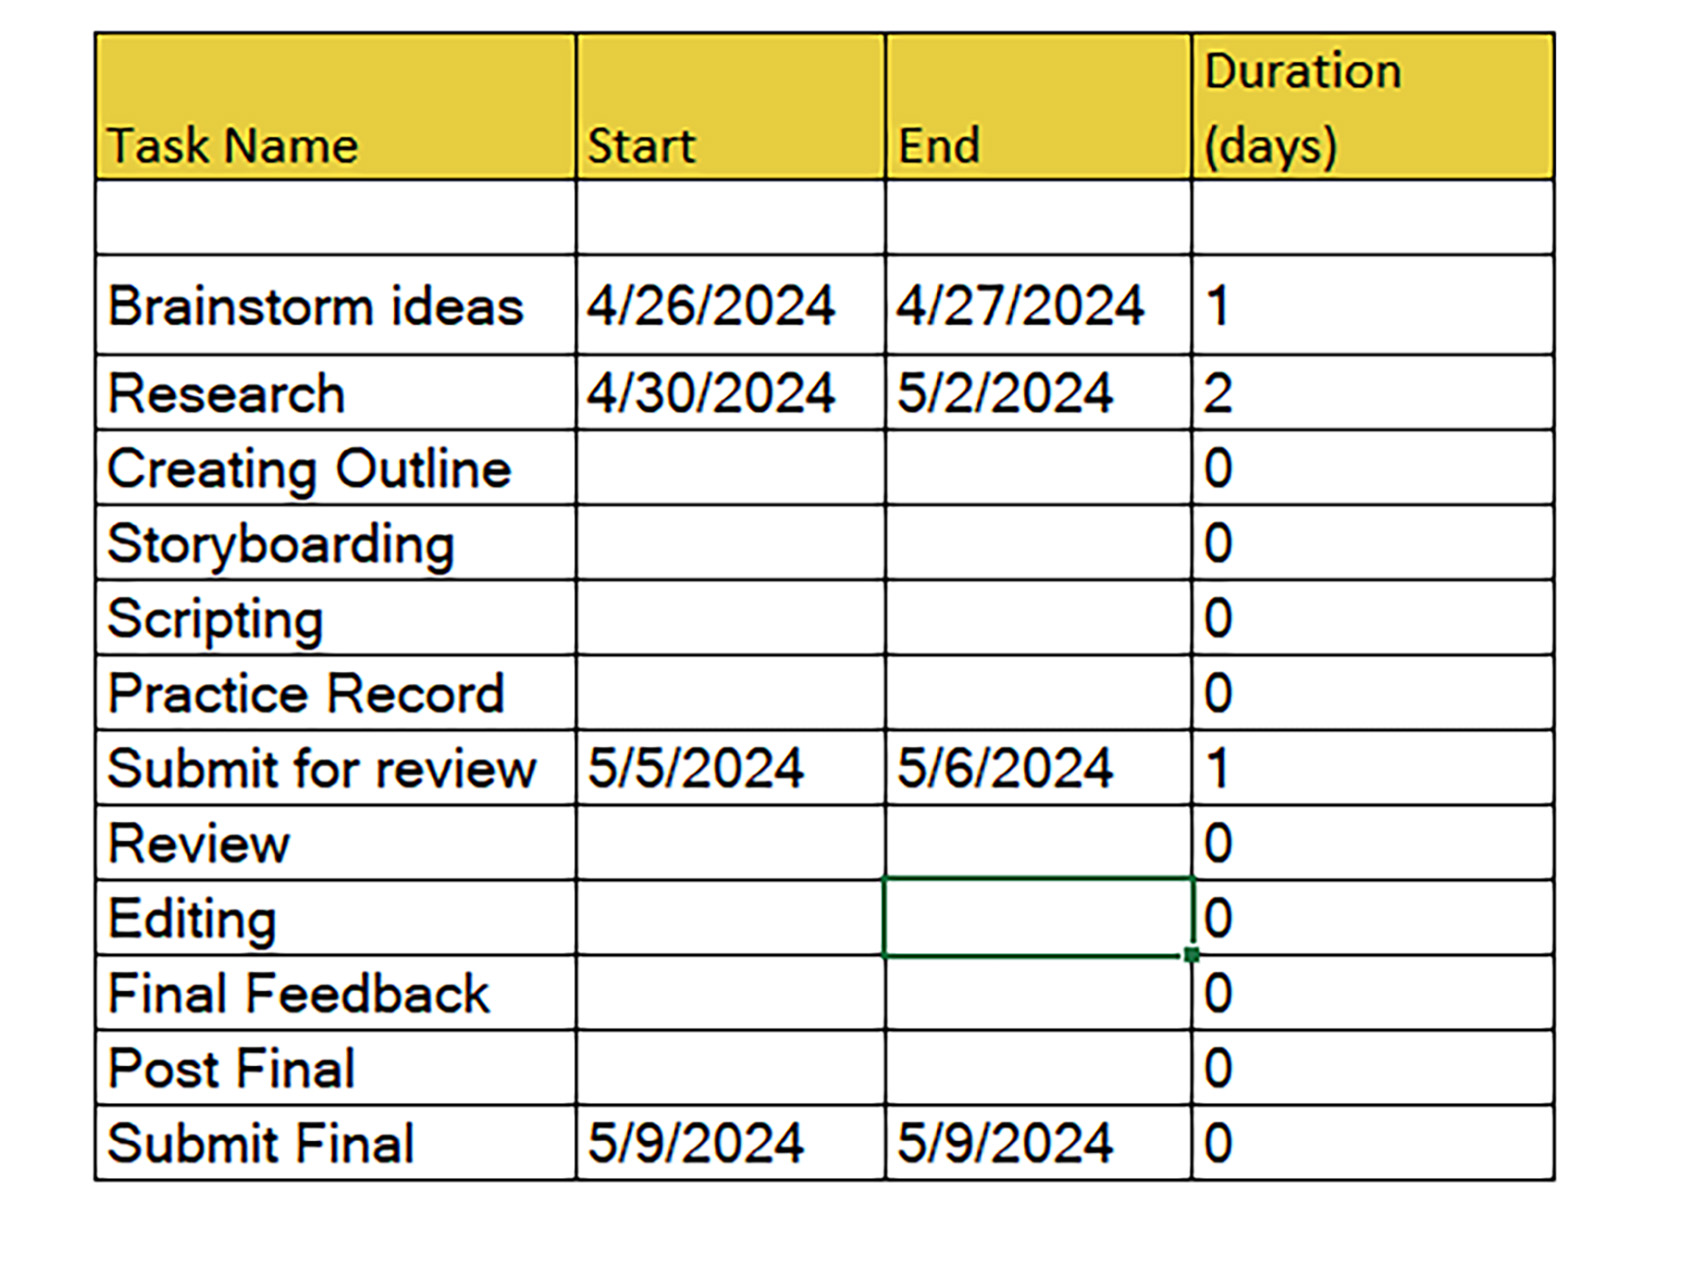 Task Name Start End Duration (days)
Brainstorm ideas 4/26/2024 4/27/2024 1
Research 4/30/2024 5/2/2024 2
Creating Outline 0
Storyboarding 0
Scripting 0
Practice Record 0
Submit for review 5/5/2024 5/6/2024 1
Review 0
Editing 0
Final Feedback 0
Post Final 0
Submit Final 5/9/2024 5/9/2024 0